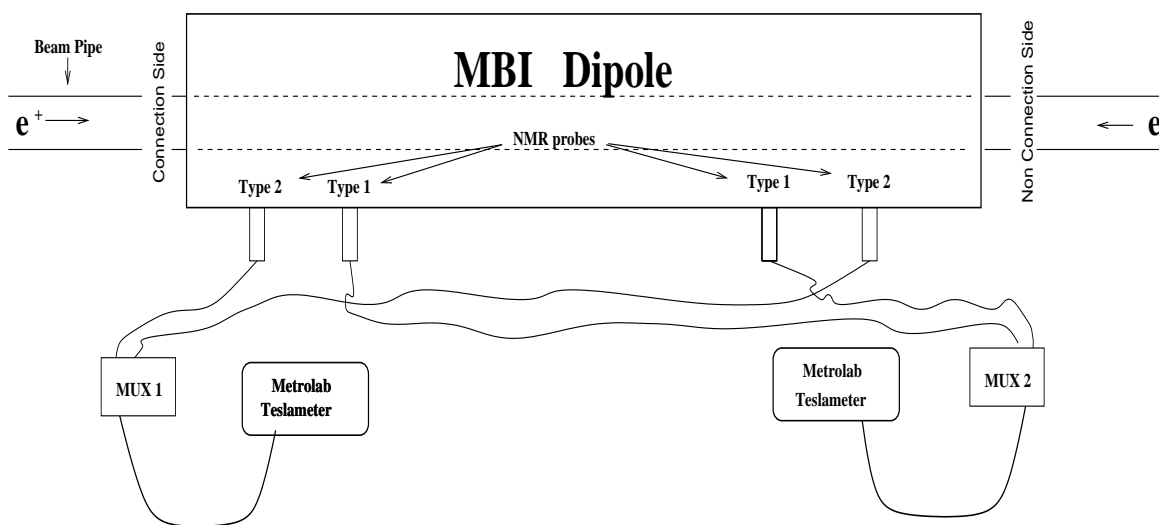 MBI Dipole
Beam Pipe
Connection Side
Non Connection Side
e+
e
NMR probes
Type 2
Type 1
Type 1
Type 2
MUX 1
Metrolab
Teslameter
Metrolab
Teslameter
MUX 2